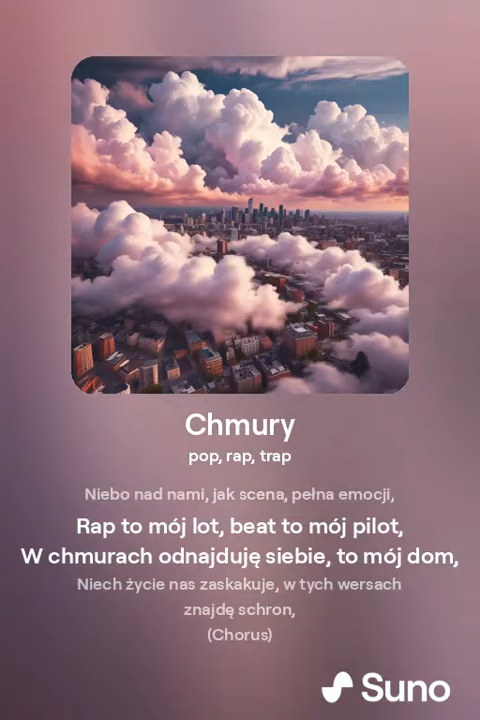 Chmury
pop, rap, trap
Niebo nad nami, jak scena, pełna emocji,
Rap to mój lot, beat to mój pilot,
W chmurach odnajduję siebie, to mój dom,
Niech życie nas zaskakuje, w tych wersach
znajdę schron,
(Chorus)
Suno